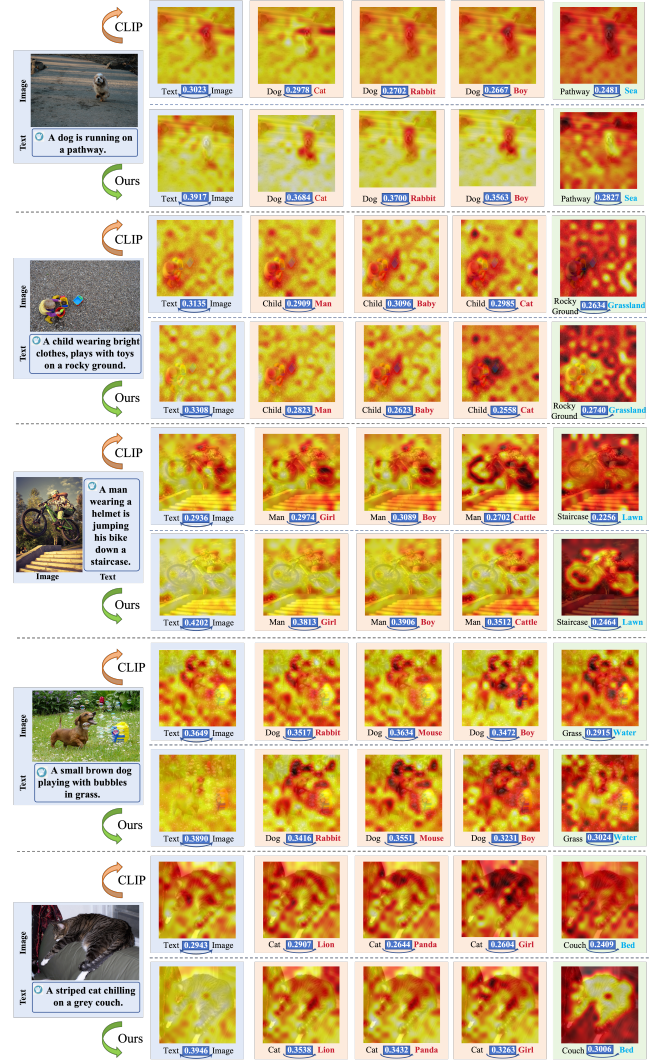 CLIP
Image
Text
A dog is running on
a pathway.
Ours
Text 0.3023 Image
Dog 0.2978 Cat
Dog 0.2702 Rabbit
Dog 0.2667 Boy
Pathway 0.2481 Sea
Text 0.3917 Image
Dog 0.3684 Cat
Dog 0.3700 Rabbit
Dog 0.3563 Boy
Pathway 0.2827 Sea
CLIP
Image
Text
A child wearing bright
clothes, plays with toys
on a rocky ground.
Ours
Text 0.3135 Image
Child 0.2909 Man
Child 0.3096 Baby
Child 0.2985 Cat
Rocky 0.2634 Grassland
Ground
Text 0.3308 Image
Child 0.2823 Man
Child 0.2623 Baby
Child 0.2558 Cat
Rocky 0.2740 Grassland
Ground
CLIP
A man
wearing a
helmet is
jumping
his bike
down a
staircase.
Image
Text
Ours
Text 0.2936 Image
Man 0.2974 Girl
Man 0.3089 Boy
Man 0.2702 Cattle
Staircase 0.2256 Lawn
Text 0.4202 Image
Man 0.3813 Girl
Man 0.3906 Boy
Man 0.3512 Cattle
Staircase 0.2464 Lawn
CLIP
Image
Text
A small brown dog
playing with bubbles
in grass.
Ours
Text 0.3649 Image
Dog 0.3517 Rabbit
Dog 0.3634 Mouse
Dog 0.3472 Boy
Grass 0.2915 Water
Text 0.3890 Image
Dog 0.3416 Rabbit
Dog 0.3551 Mouse
Dog 0.3231 Boy
Grass 0.3024 Water
CLIP
Image
Text
A striped cat chilling
on a grey couch.
Ours
Text 0.2943 Image
Cat 0.2907 Lion
Cat 0.2644 Panda
Cat 0.2604 Girl
Couch 0.2409 Bed
Text 0.3946 Image
Cat 0.3538 Lion
Cat 0.3432 Panda
Cat 0.3263 Girl
Couch 0.3006 Bed